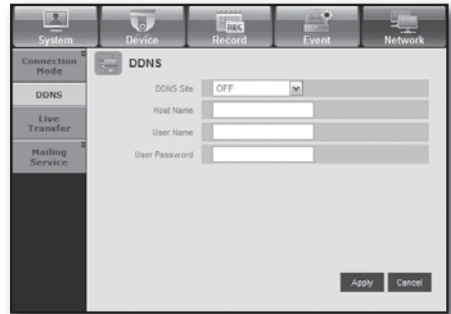 REC
System Device Record Event Network
Connection
Mode
DDNS
Live
Transfer
Mailing
Service
DDNS
DDNS Site OFF
Host Name
User Name
User Password
Apply Cancel